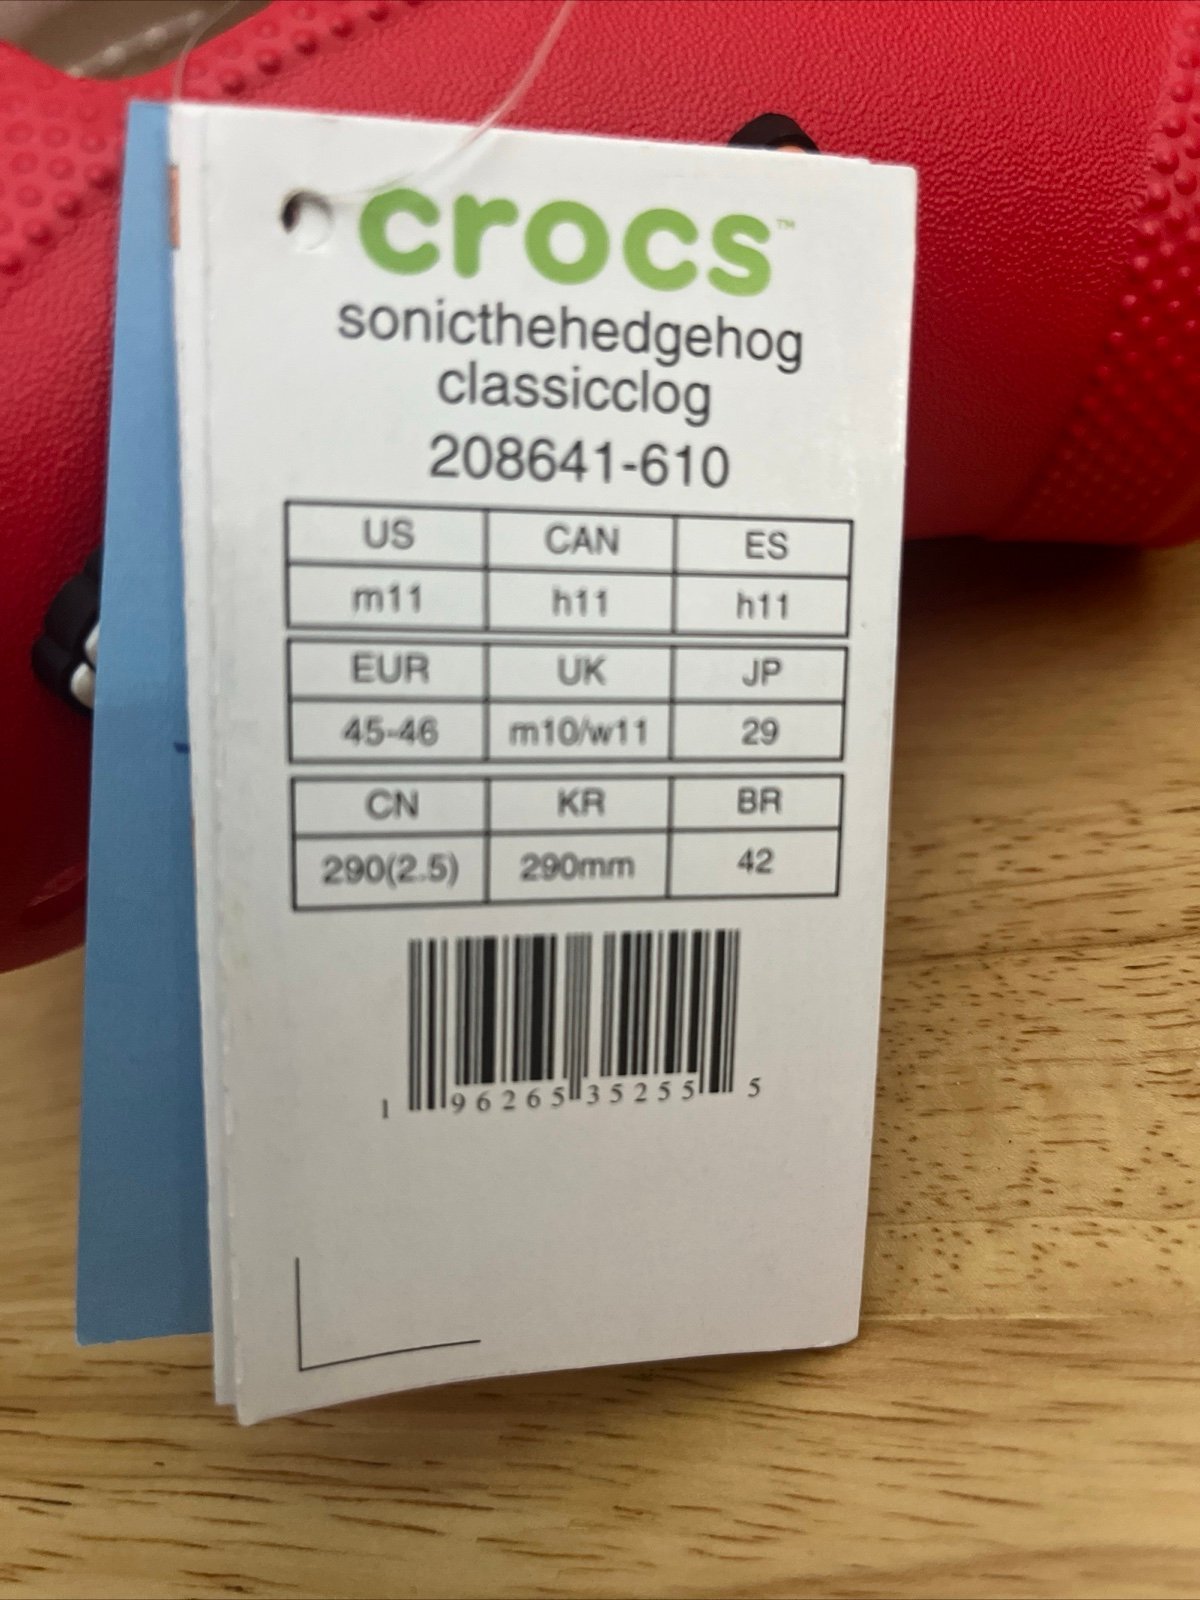 crocs™
sonicthehedgehog
classicclog
208641-610
US CAN ES
m11 h11 h11
EUR UK JP
45-46 m10/w11 29
CN KR BR
290(2.5) 290mm 42
1 96265 35255 5